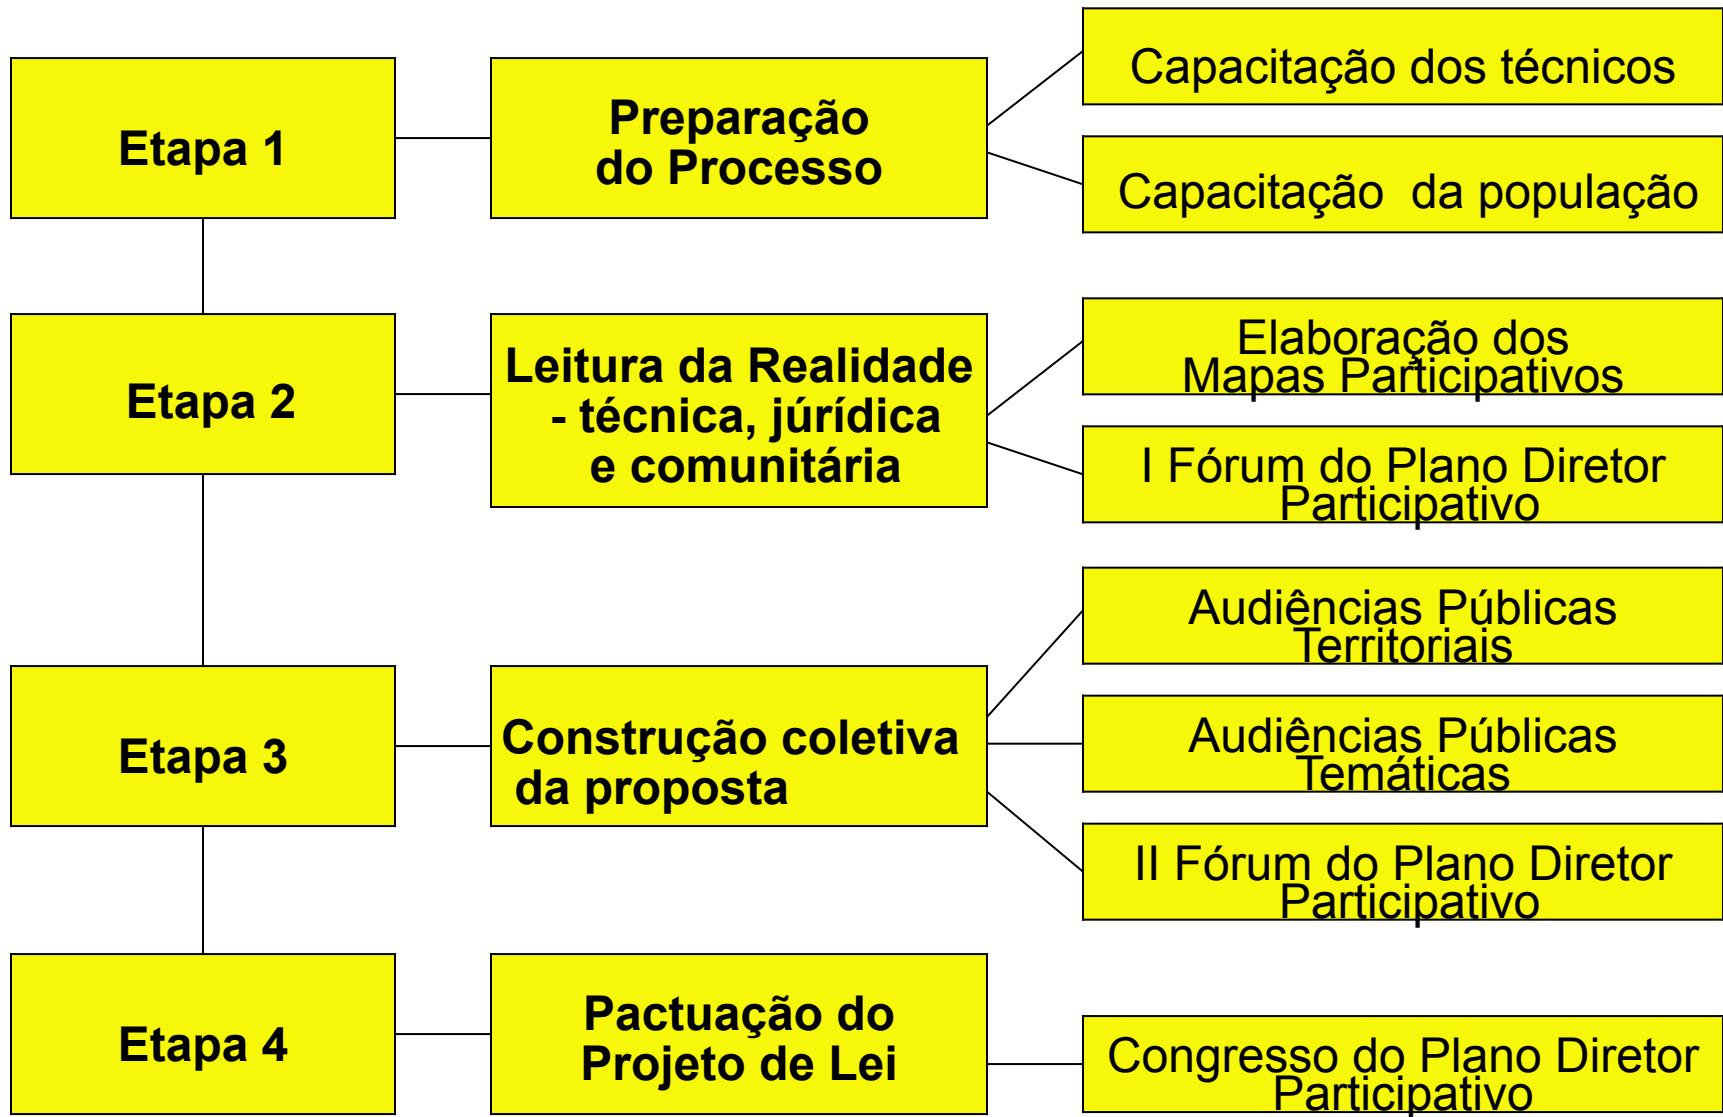 Etapa 1
Preparação
do Processo
Capacitação dos técnicos
Capacitação  da população
Etapa 2
Leitura da Realidade
- técnica, júrídica
e comunitária
Elaboração dos
Mapas Participativos
I Fórum do Plano Diretor
Participativo
Etapa 3
Construção coletiva
da proposta
Audiências Públicas
Territoriais
Audiências Públicas
Temáticas
II Fórum do Plano Diretor
Participativo
Etapa 4
Pactuação do
Projeto de Lei
Congresso do Plano Diretor
Participativo